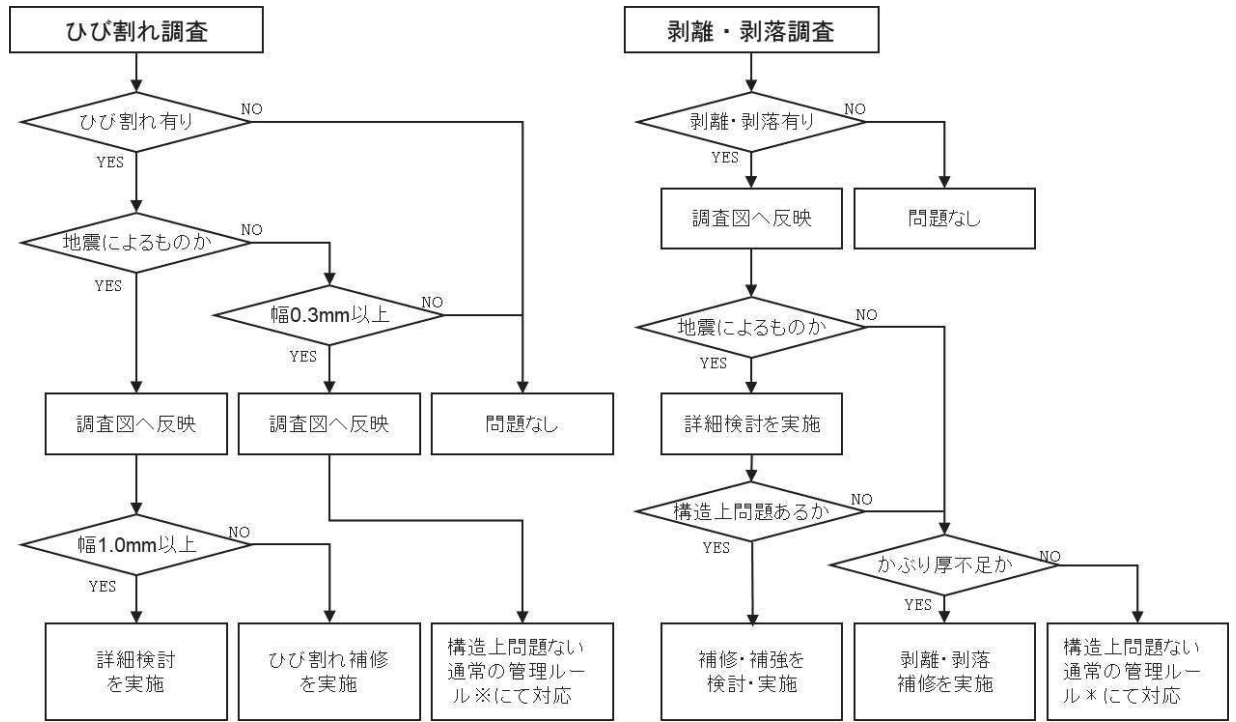 ひび割れ調査
ひび割れ有り
NO
YES
地震によるものか
NO
YES
幅0.3mm以上
NO
YES
調査図へ反映
調査図へ反映
問題なし
幅1.0mm以上
NO
YES
詳細検討
を実施
ひび割れ補修
を実施
構造上問題ない
通常の管理ルー
ル※にて対応
剥離・剥落調査
剥離・剥落有り
NO
YES
調査図へ反映
問題なし
地震によるものか
NO
YES
詳細検討を実施
構造上問題あるか
NO
YES
かぶり厚不足か
NO
YES
補修・補強を
検討・実施
剥離・剥落
補修を実施
構造上問題ない
通常の管理ルー
ル＊にて対応